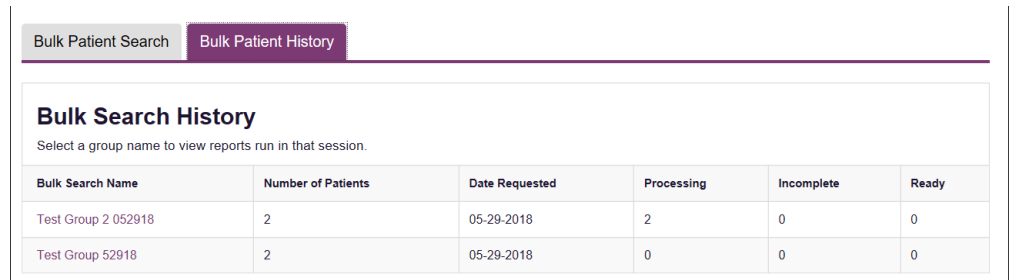 Bulk Patient Search Bulk Patient History
Bulk Search History
Select a group name to view reports run in that session.
Bulk Search Name Number of Patients Date Requested Processing Incomplete Ready
Test Group 2 052918 2 05-29-2018 2 0 0
Test Group 52918 2 05-29-2018 0 0 0